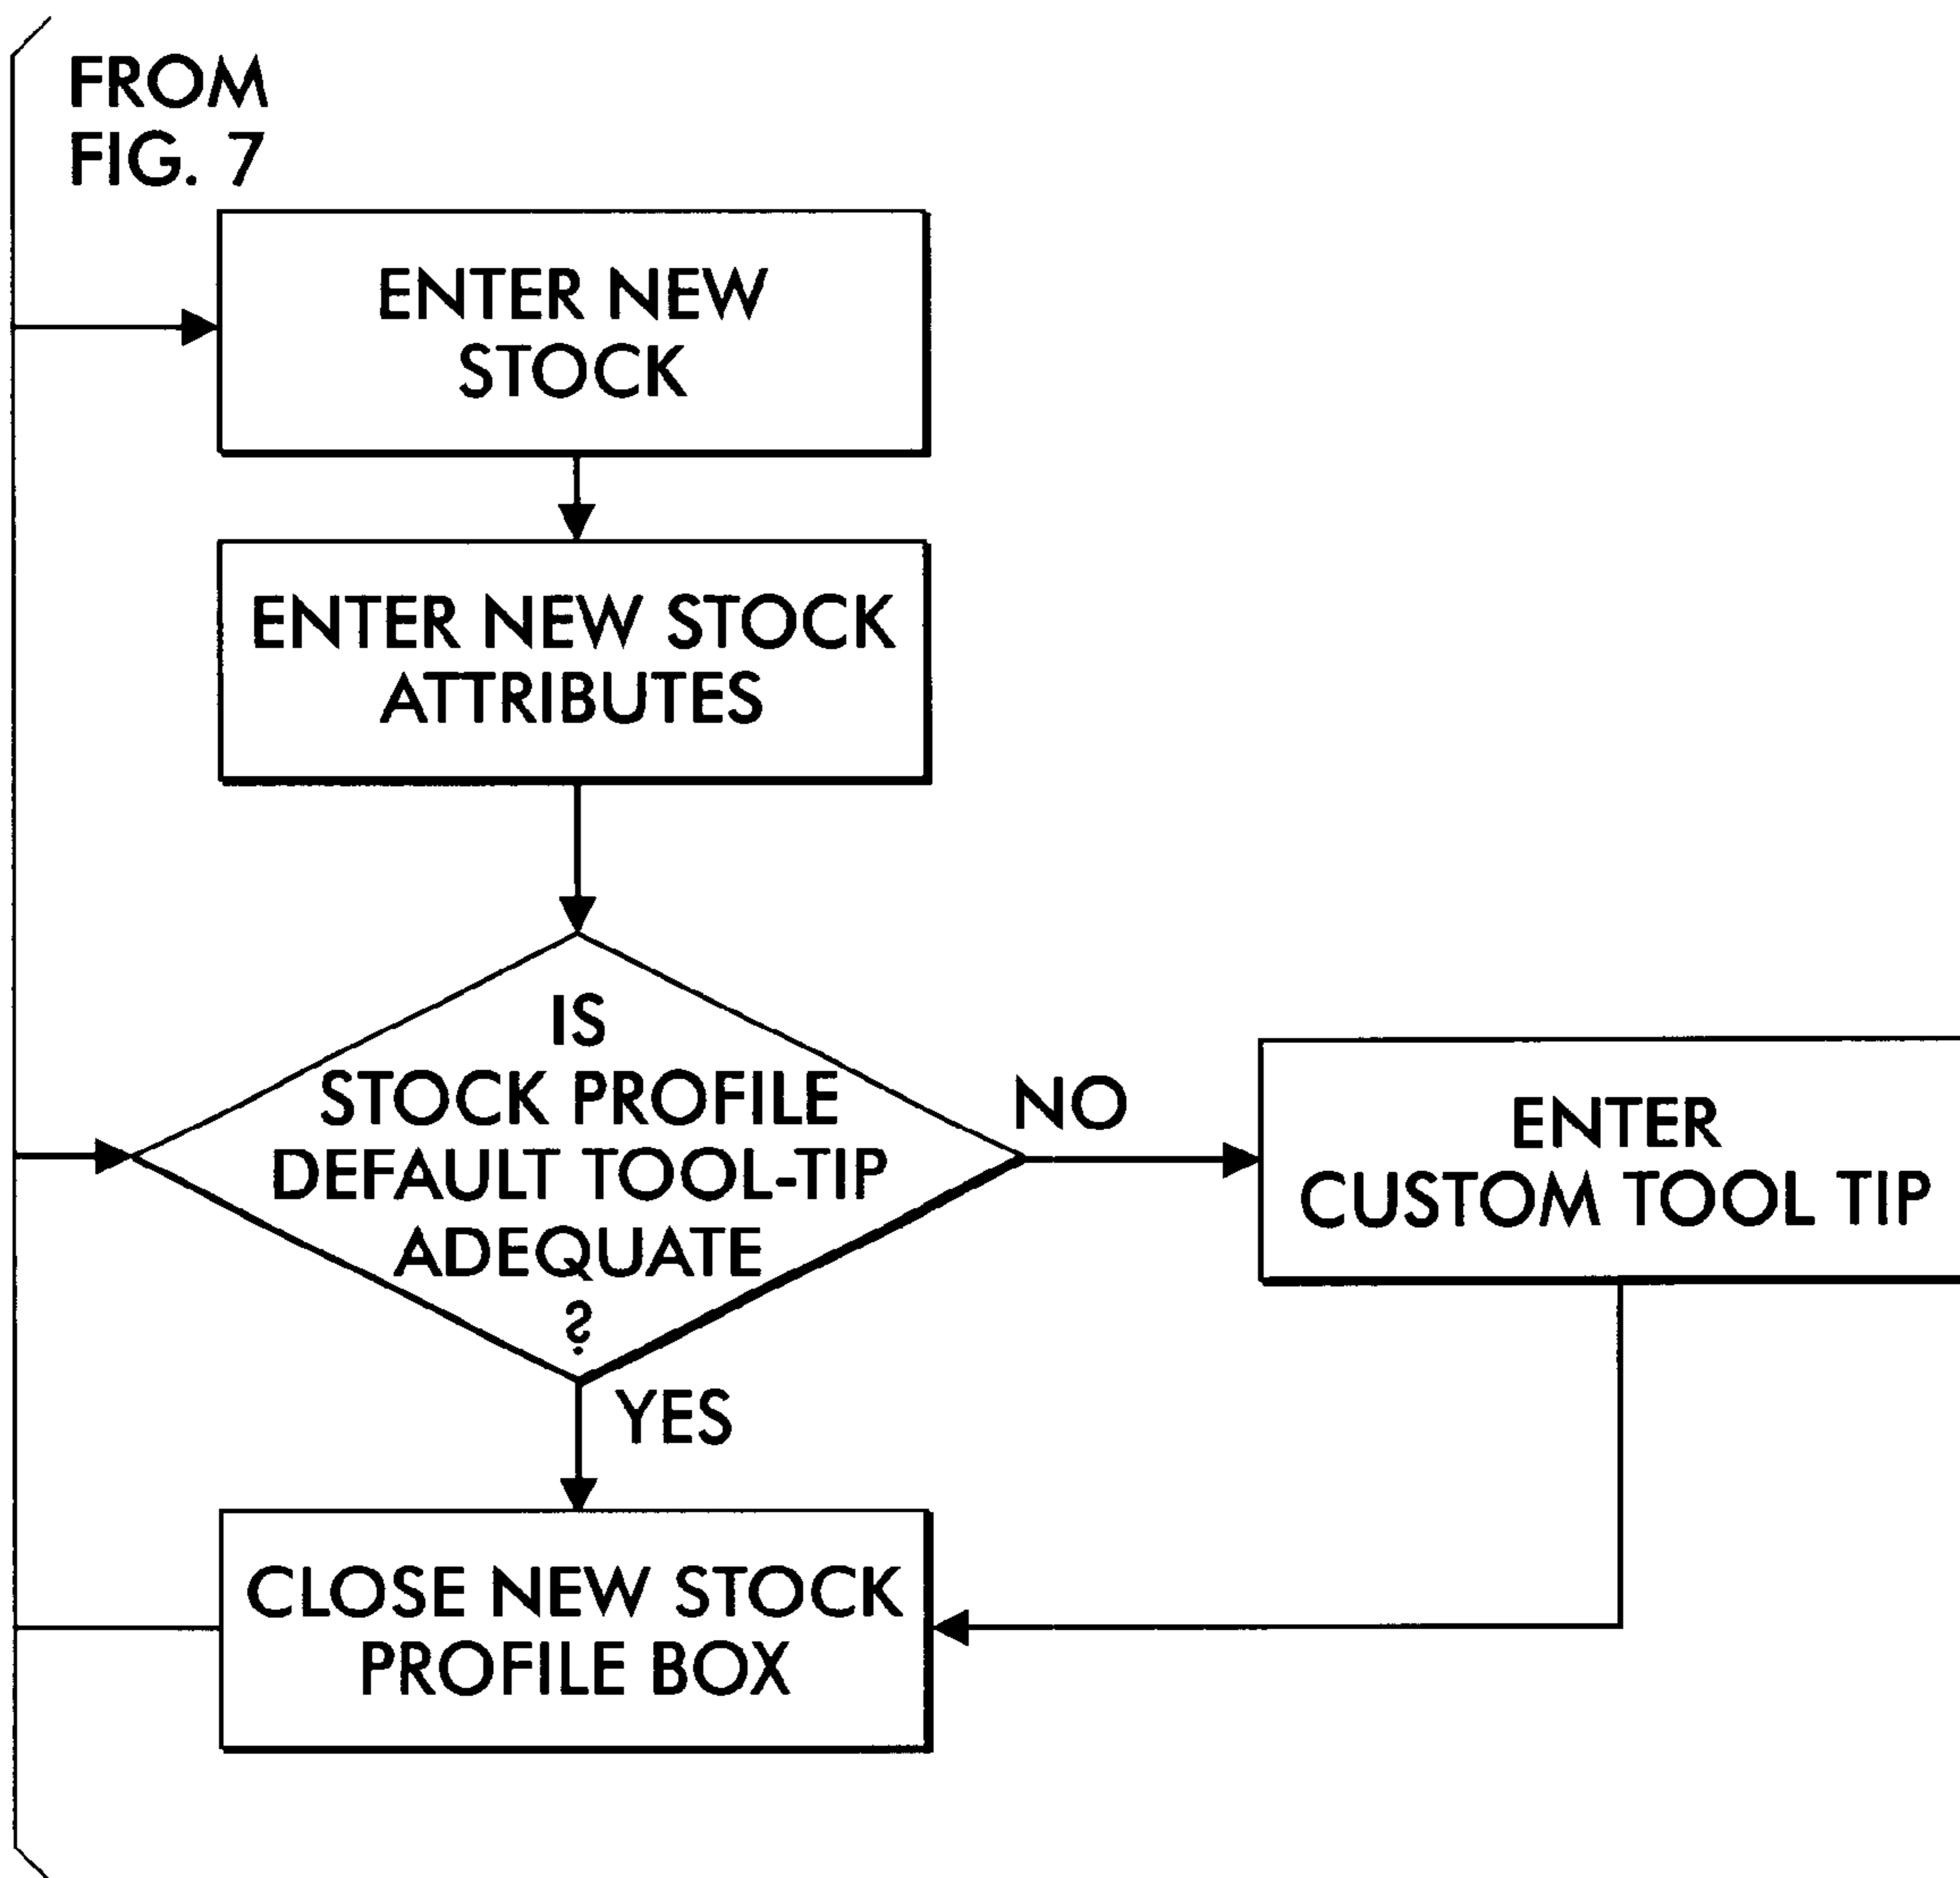 FROM
FIG. 7
ENTER NEW
STOCK
ENTER NEW STOCK
ATTRIBUTES
IS
STOCK PROFILE
DEFAULT TOOL-TIP
ADEQUATE
?
NO
ENTER
CUSTOM TOOL TIP
YES
CLOSE NEW STOCK
PROFILE BOX